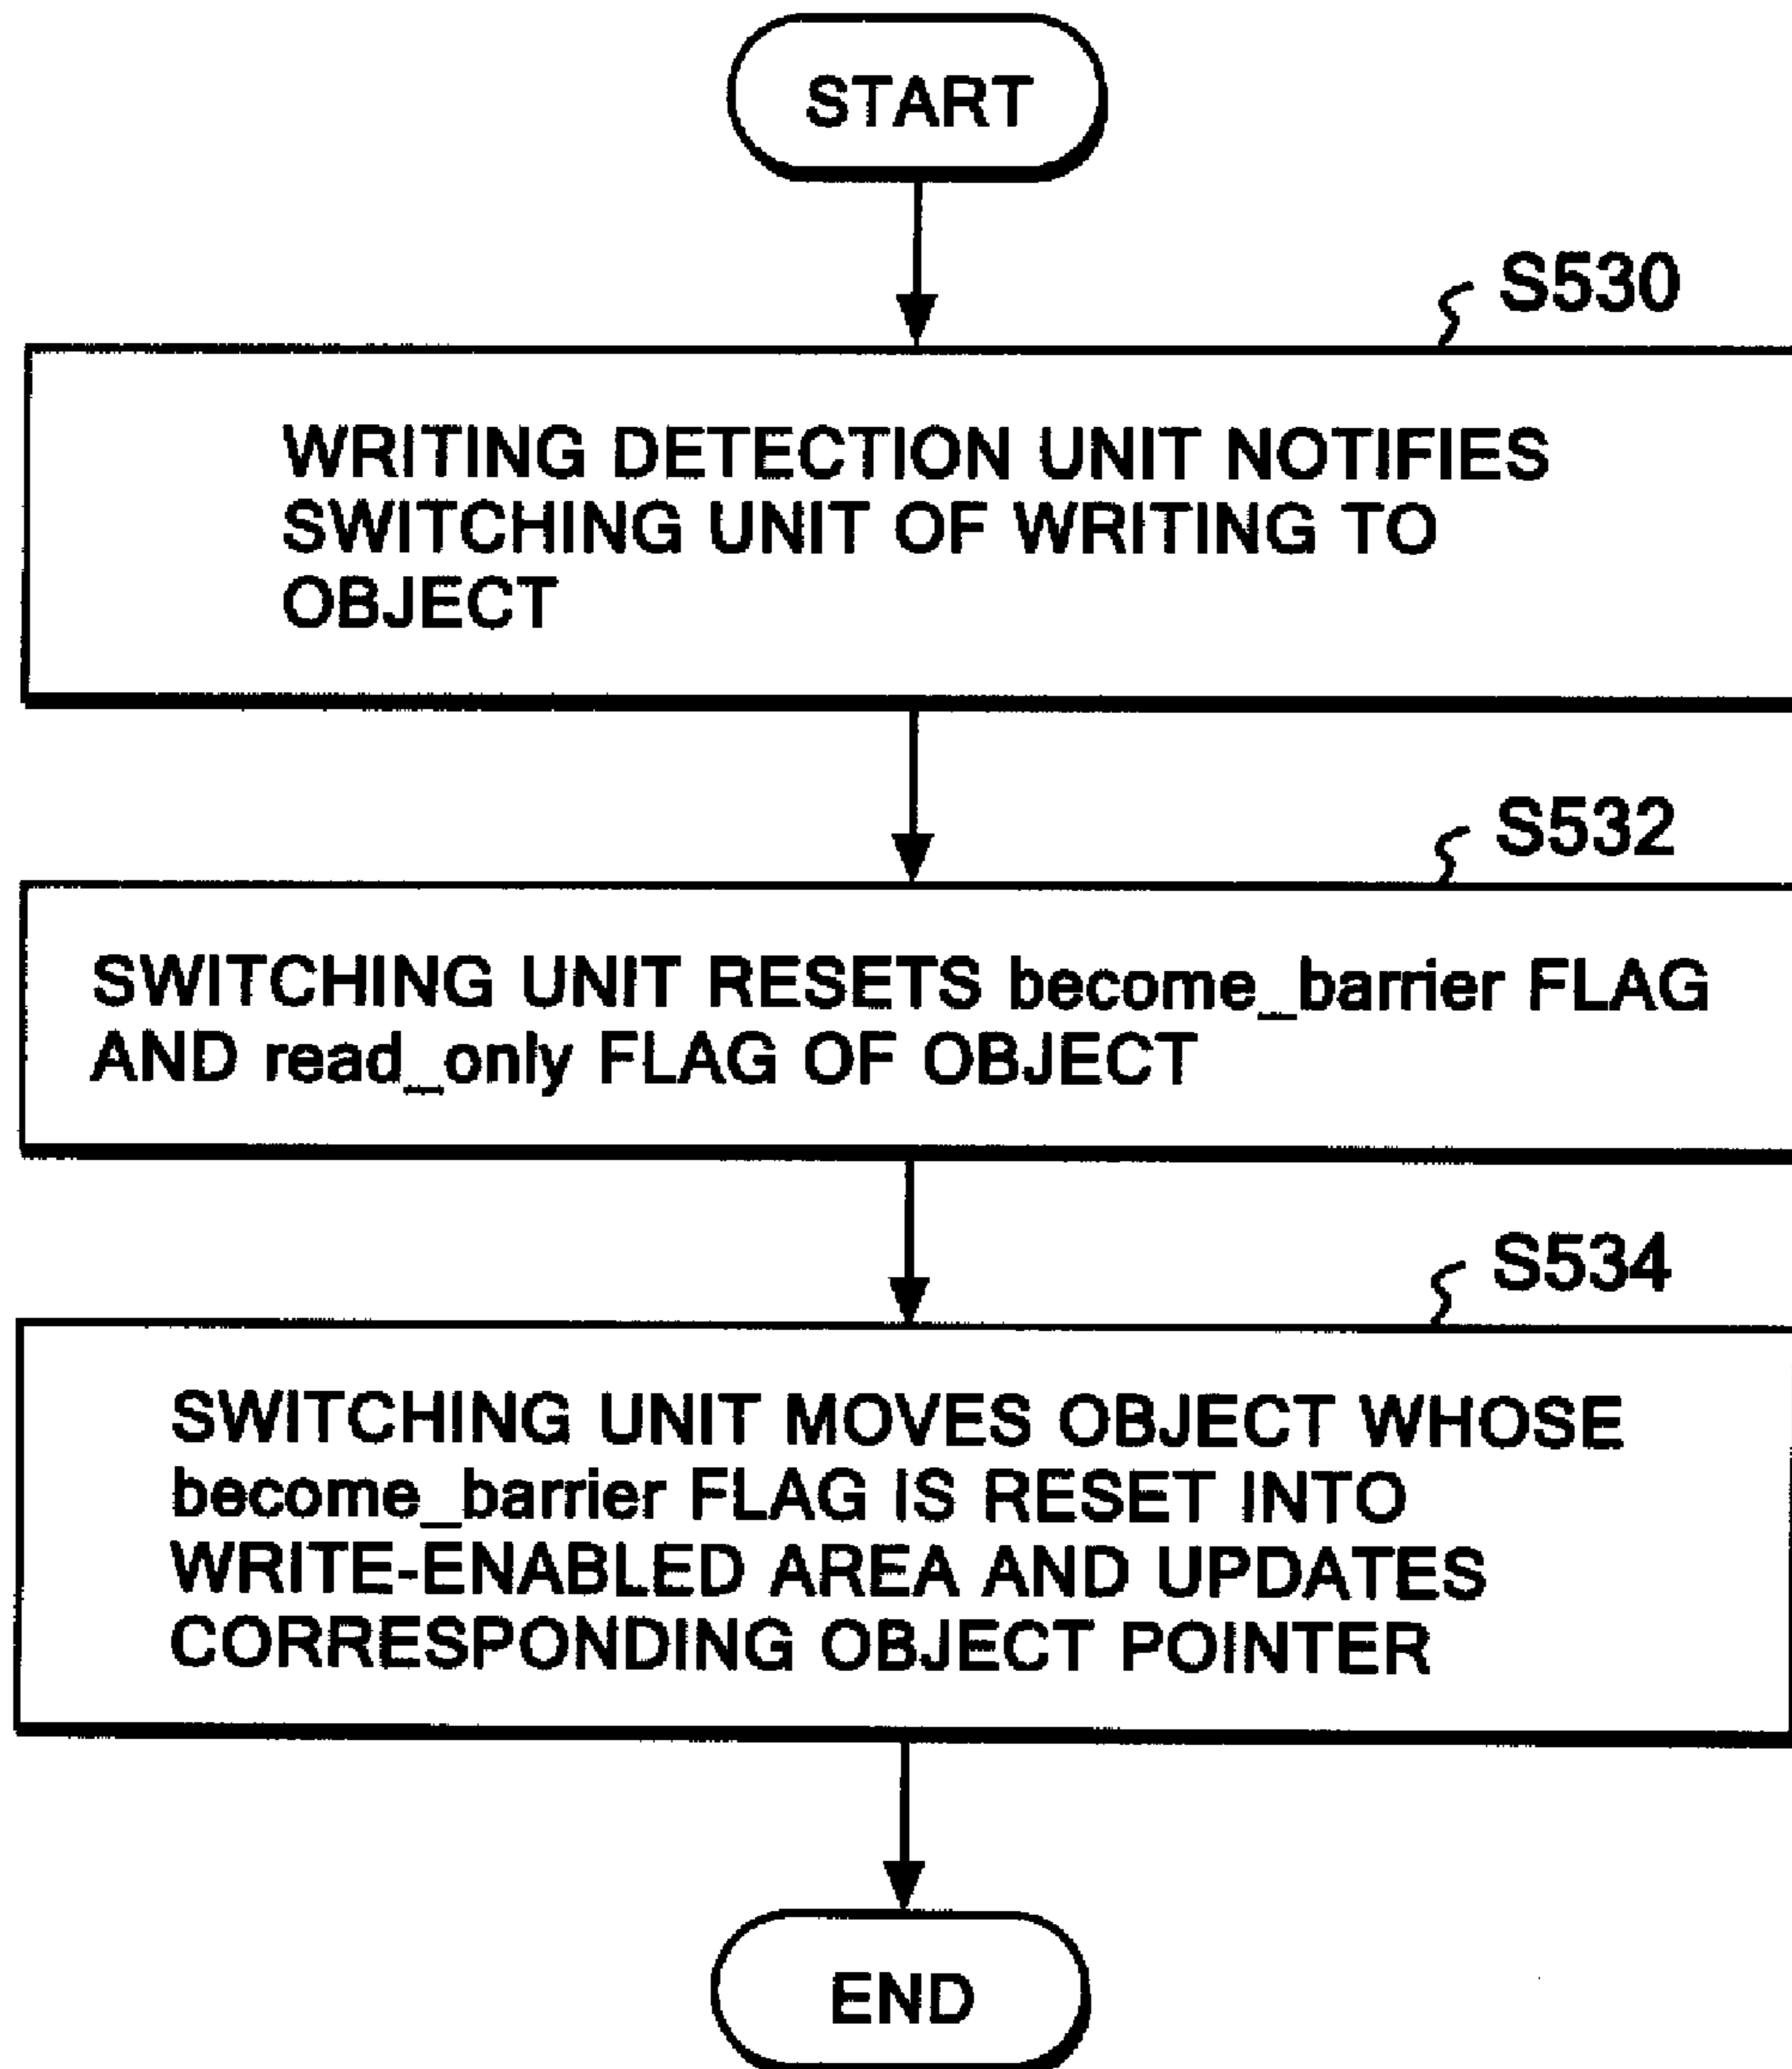 START
S530
WRITING DETECTION UNIT NOTIFIES
SWITCHING UNIT OF WRITING TO
OBJECT
S532
SWITCHING UNIT RESETS become_barrier FLAG
AND read_only FLAG OF OBJECT
S534
SWITCHING UNIT MOVES OBJECT WHOSE
become_barrier FLAG IS RESET INTO
WRITE-ENABLED AREA AND UPDATES
CORRESPONDING OBJECT POINTER
END